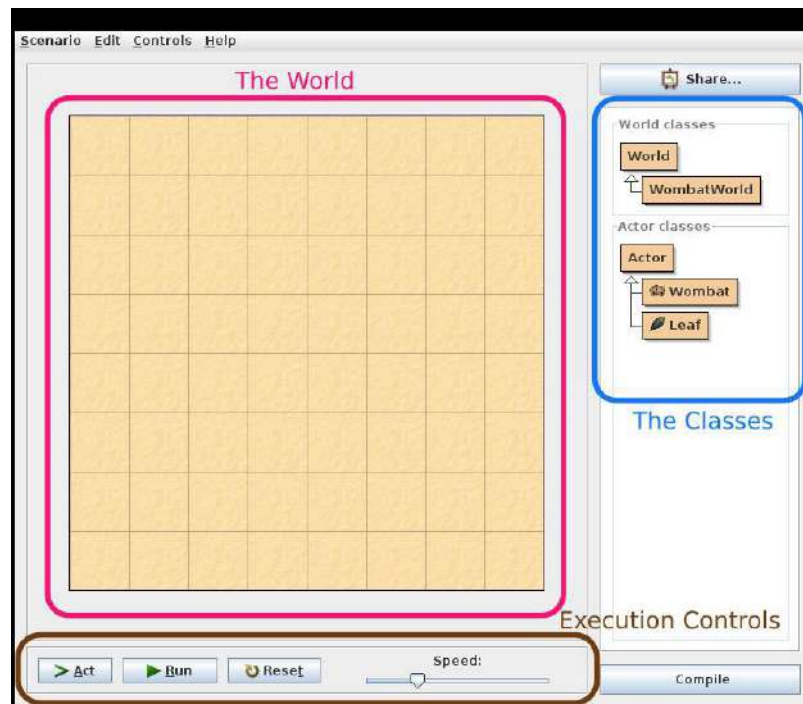 Scenario Edit Controls Help
The World
Share...
World classes
World
WombatWorld
Actor classes
Actor
Wombat
Leaf
The Classes
Execution Controls
Act Run Reset Speed:
Compile